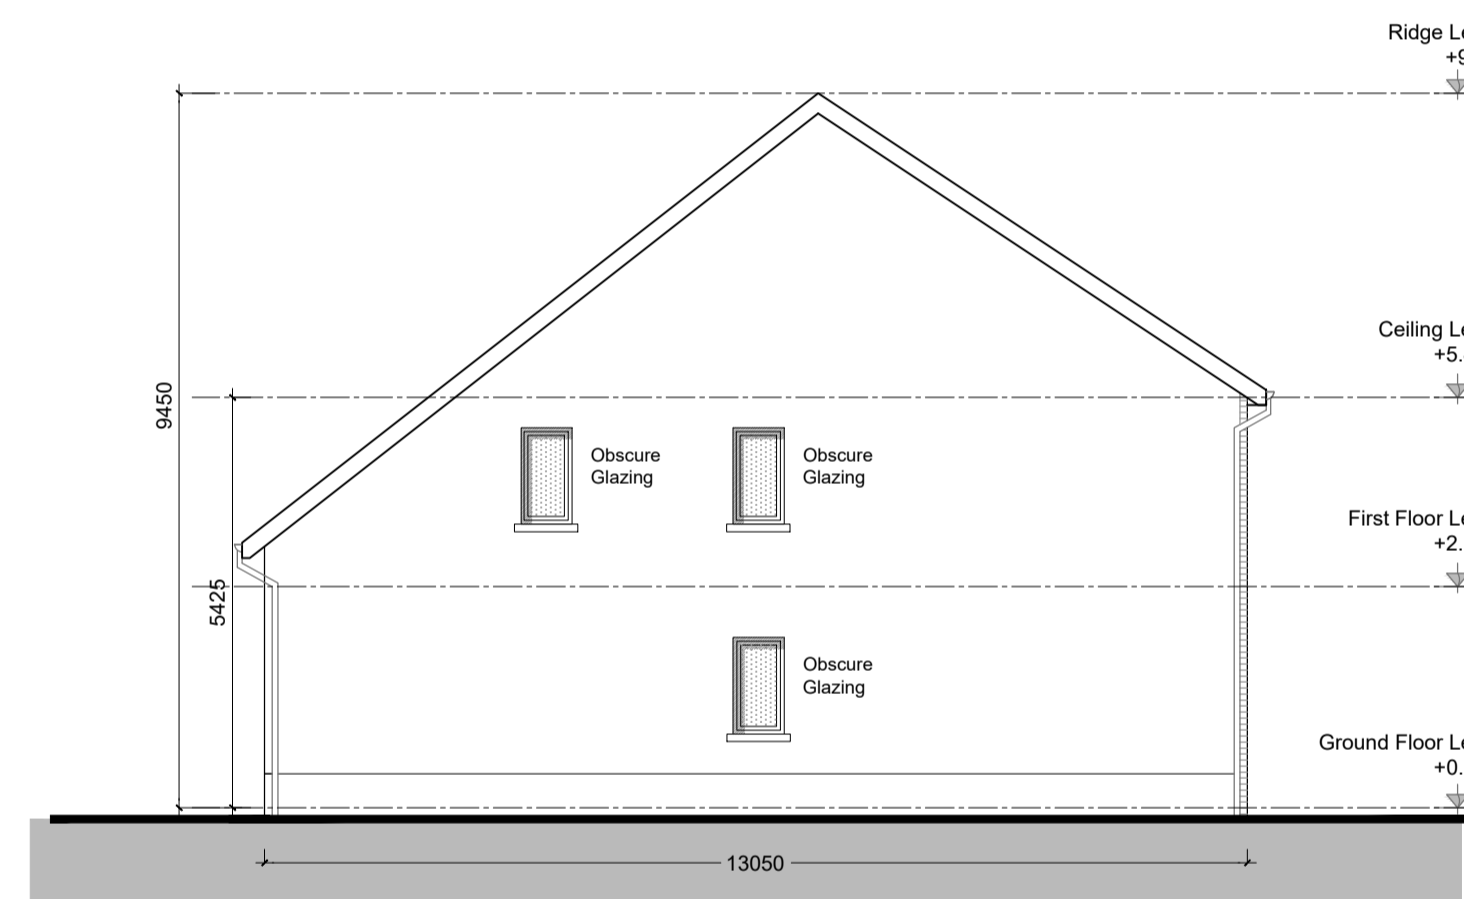 Ridge Le
+9
9450
Ceiling Le
+5.
Obscure
Glazing
Obscure
Glazing
First Floor Le
+2.
5425
Obscure
Glazing
Ground Floor Le
+0.
13050